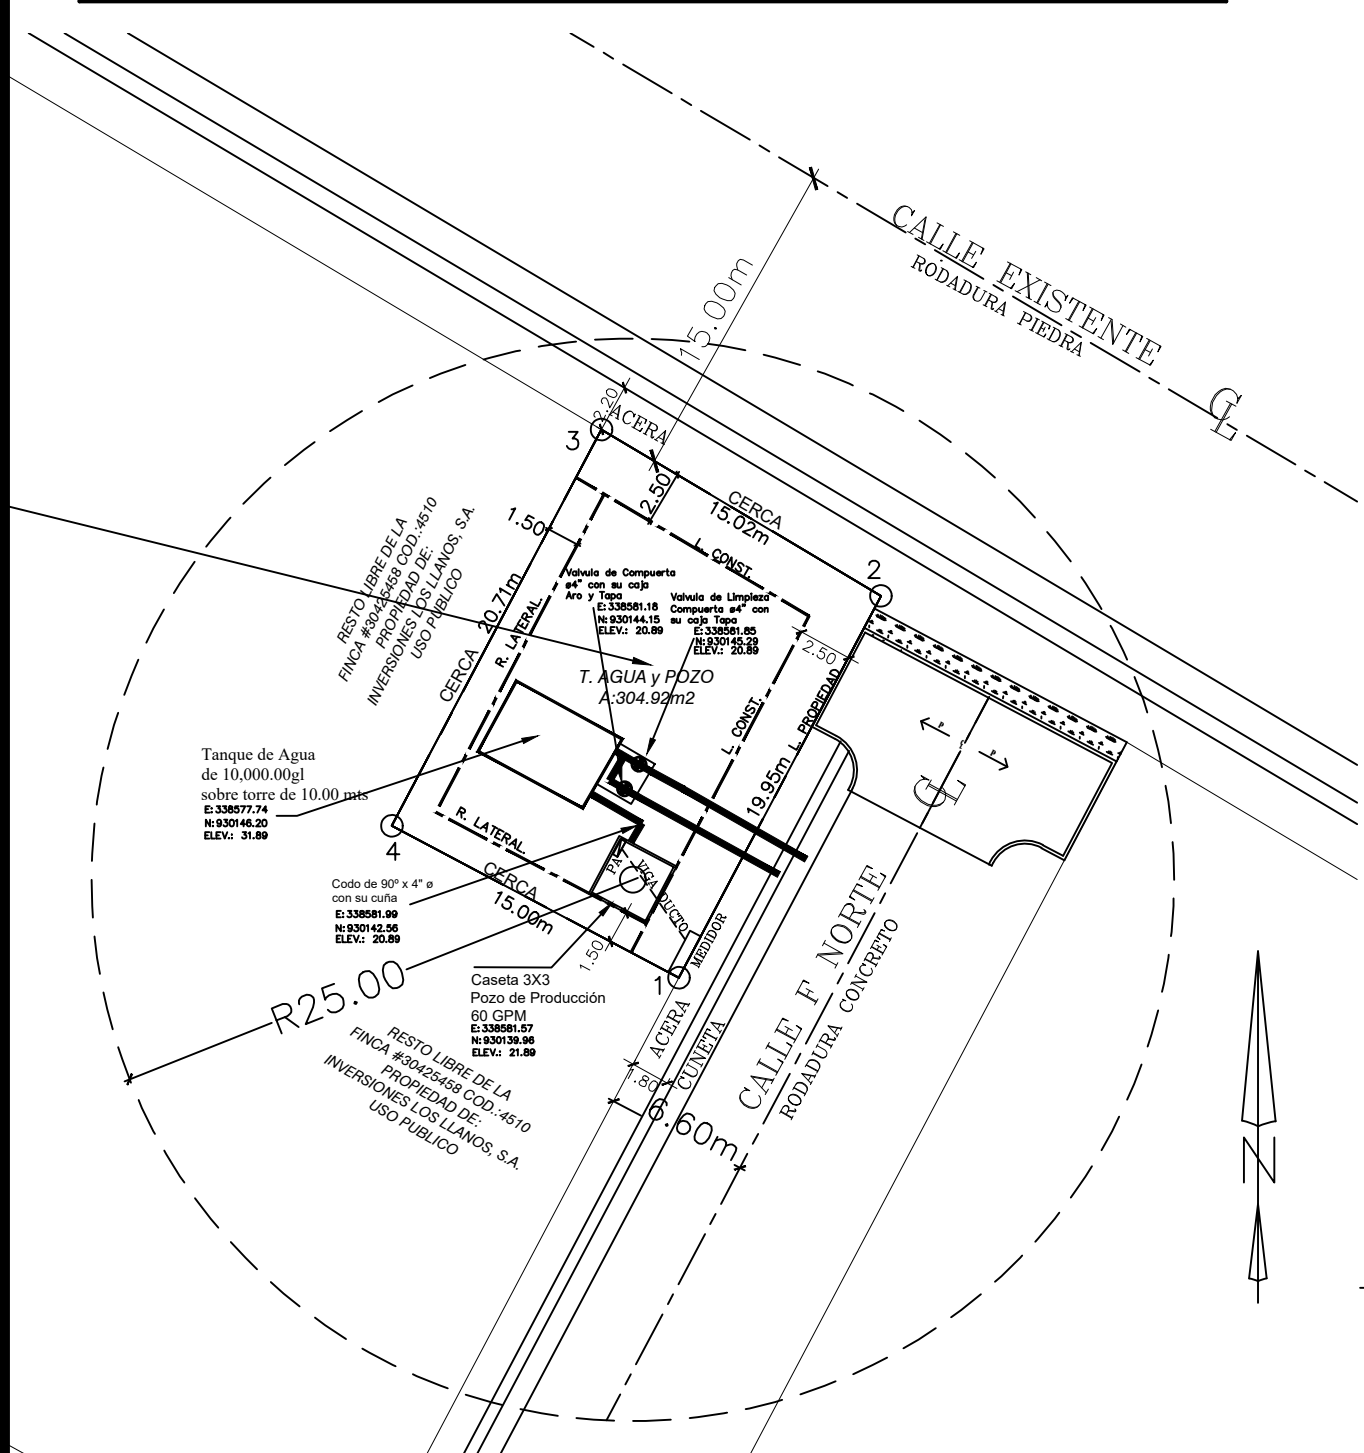 CALLE EXISTENTE
RODADURA PIEDRA
CL
15.00m
2.20
ACERA
3
2.50
CERCA
15.02m
2
1.50
L. CONST.
RESTO LIBRE DE LA
FINCA #30425458 COD.:4510
PROPIEDAD DE:
INVERSIONES LOS LLANOS, S.A.
USO PUBLICO
CERCA
20.71m
R. LATERAL.
Valvula de Compuerta
ø4" con su caja
Aro y Tapa
E: 338581.18
N: 930144.15
ELEV.: 20.89
Valvula de Limpieza
Compuerta ø4" con
su caja Tapa
E: 338581.85
N: 930145.29
ELEV.: 20.89
2.50
T. AGUA y POZO
A:304.92m2
L. CONST.
19.95m
L. PROPIEDAD
P
P
CL
Tanque de Agua
de 10,000.00gl
sobre torre de 10.00 mts
E: 338577.74
N: 930146.20
ELEV.: 31.89
4
R. LATERAL.
CERCA
15.00m
PA
VIGA DUCTO
Codo de 90º x 4" ø
con su cuña
E: 338581.99
N: 930142.56
ELEV.: 20.89
1.50
MEDIDOR
1
R25.00
Caseta 3X3
Pozo de Producción
60 GPM
E: 338581.57
N: 930139.96
ELEV.: 21.89
RESTO LIBRE DE LA
FINCA #30425458 COD.:4510
PROPIEDAD DE:
INVERSIONES LOS LLANOS, S.A.
USO PUBLICO
ACERA
CUNETA
1.80
6.60m
CALLE F NORTE
RODADURA CONCRETO
N